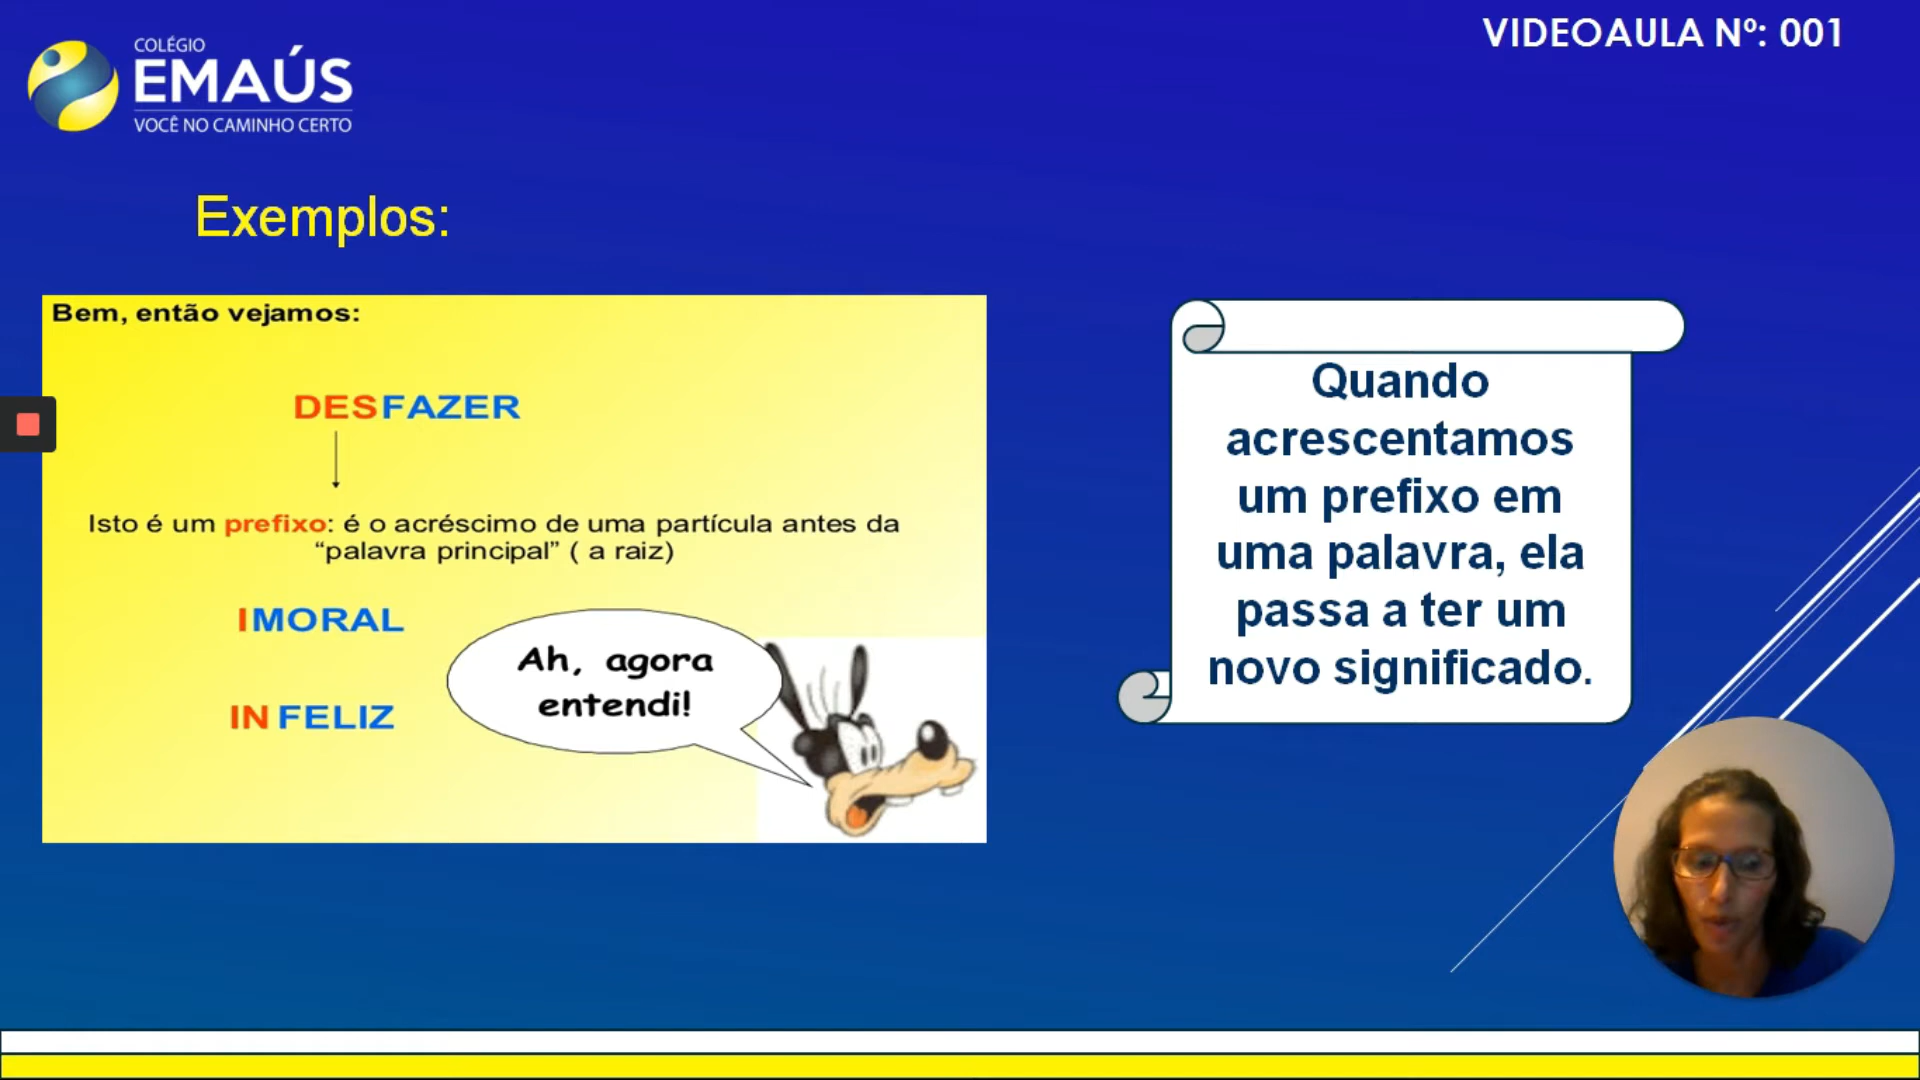 COLÉGIO
EMAÚS
VOCÊ NO CAMINHO CERTO
VIDEOAULA Nº: 001
Exemplos:
Bem, então vejamos:
DESFAZER
Isto é um prefixo: é o acréscimo de uma partícula antes da
“palavra principal” ( a raiz)
IMORAL
IN FELIZ
Ah, agora
entendi!
Quando
acrescentamos
um prefixo em
uma palavra, ela
passa a ter um
novo significado.